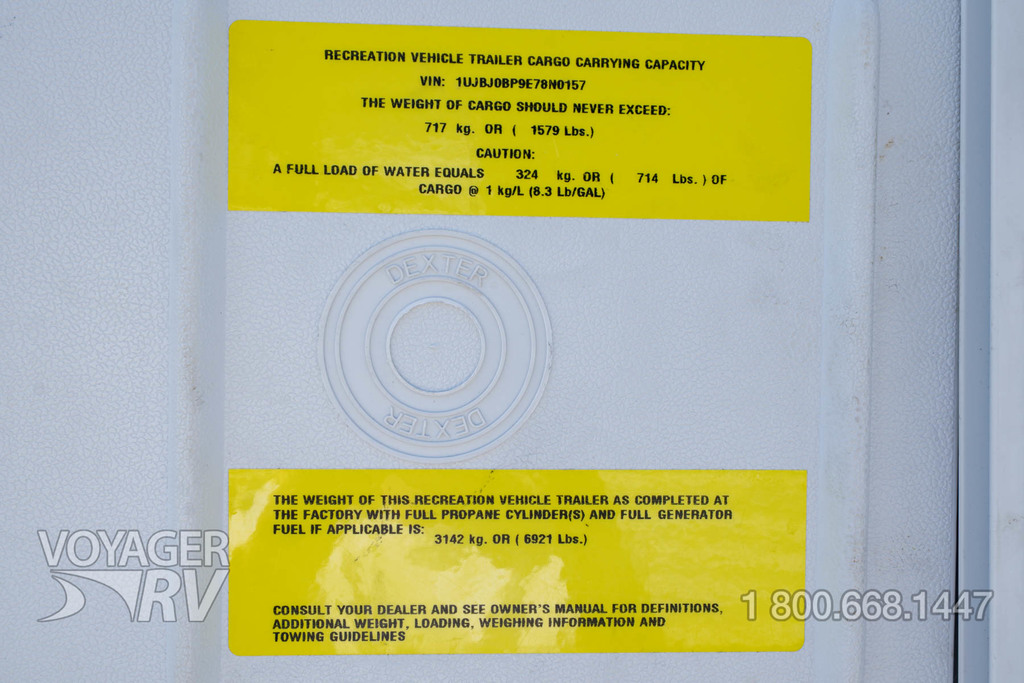 RECREATION VEHICLE TRAILER CARGO CARRYING CAPACITY
VIN: 1UJBJ0BP9E78N0157
THE WEIGHT OF CARGO SHOULD NEVER EXCEED:
717 kg. OR ( 1579 Lbs.)
CAUTION:
A FULL LOAD OF WATER EQUALS 324 kg. OR ( 714 Lbs. ) OF
CARGO @ 1 kg/L (8.3 Lb/GAL)
DEXTER
DEXTER
THE WEIGHT OF THIS RECREATION VEHICLE TRAILER AS COMPLETED AT
THE FACTORY WITH FULL PROPANE CYLINDER(S) AND FULL GENERATOR
FUEL IF APPLICABLE IS:
3142 kg. OR ( 6921 Lbs.)
VOYAGER
RV
1 800.668.1447
CONSULT YOUR DEALER AND SEE OWNER'S MANUAL FOR DEFINITIONS,
ADDITIONAL WEIGHT, LOADING, WEIGHING INFORMATION AND
TOWING GUIDELINES